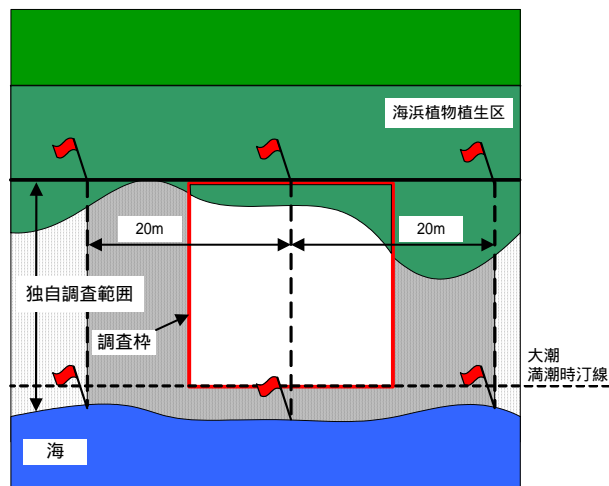 海浜植物植生区
20m
20m
独自調査範囲
調査枠
大潮
満潮時汀線
海